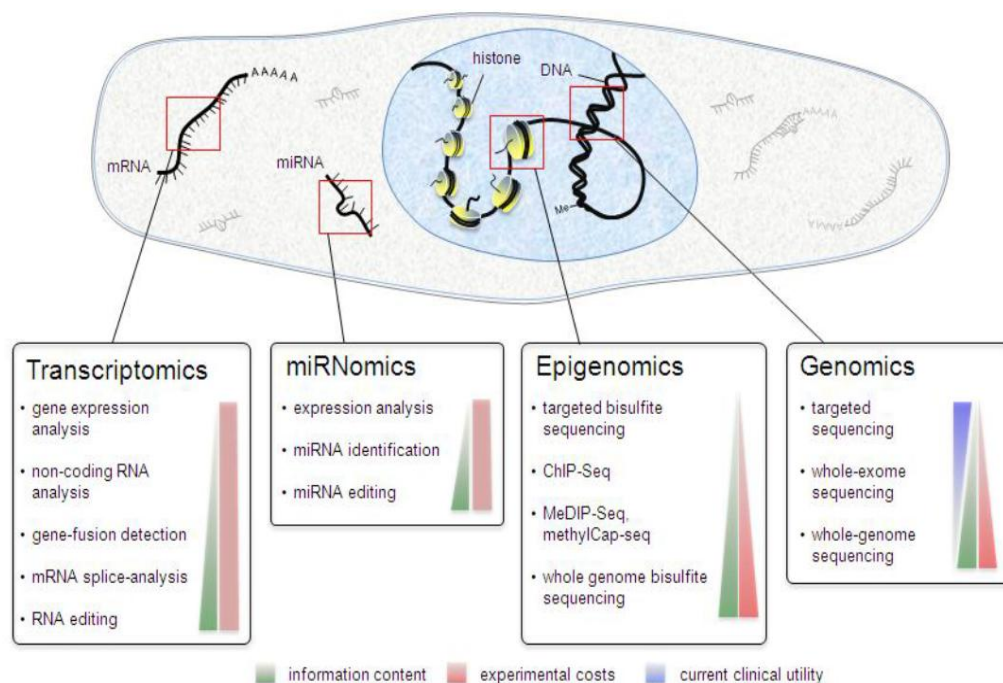 AAAAA
histone
DNA
mRNA
miRNA
Me
AAAA
AAAA
Transcriptomics
• gene expression
analysis
• non-coding RNA
analysis
• gene-fusion detection
• mRNA splice-analysis
• RNA editing
miRNomics
• expression analysis
• miRNA identification
• miRNA editing
Epigenomics
• targeted bisulfite
sequencing
• ChIP-Seq
• MeDIP-Seq,
methylCap-seq
• whole genome bisulfite
sequencing
Genomics
• targeted
sequencing
• whole-exome
sequencing
• whole-genome
sequencing
information content
experimental costs
current clinical utility